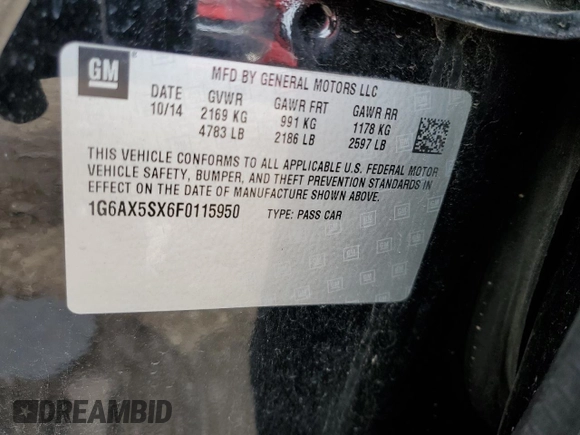 GM
MFD BY GENERAL MOTORS LLC
DATE GVWR GAWR FRT GAWR RR
10/14 2169 KG 991 KG 1178 KG
4783 LB 2186 LB 2597 LB
THIS VEHICLE CONFORMS TO ALL APPLICABLE U.S. FEDERAL MOTOR
VEHICLE SAFETY, BUMPER, AND THEFT PREVENTION STANDARDS IN
EFFECT ON THE DATE OF MANUFACTURE SHOWN ABOVE.
1G6AX5SX6F0115950 TYPE: PASS CAR
DREAMBID